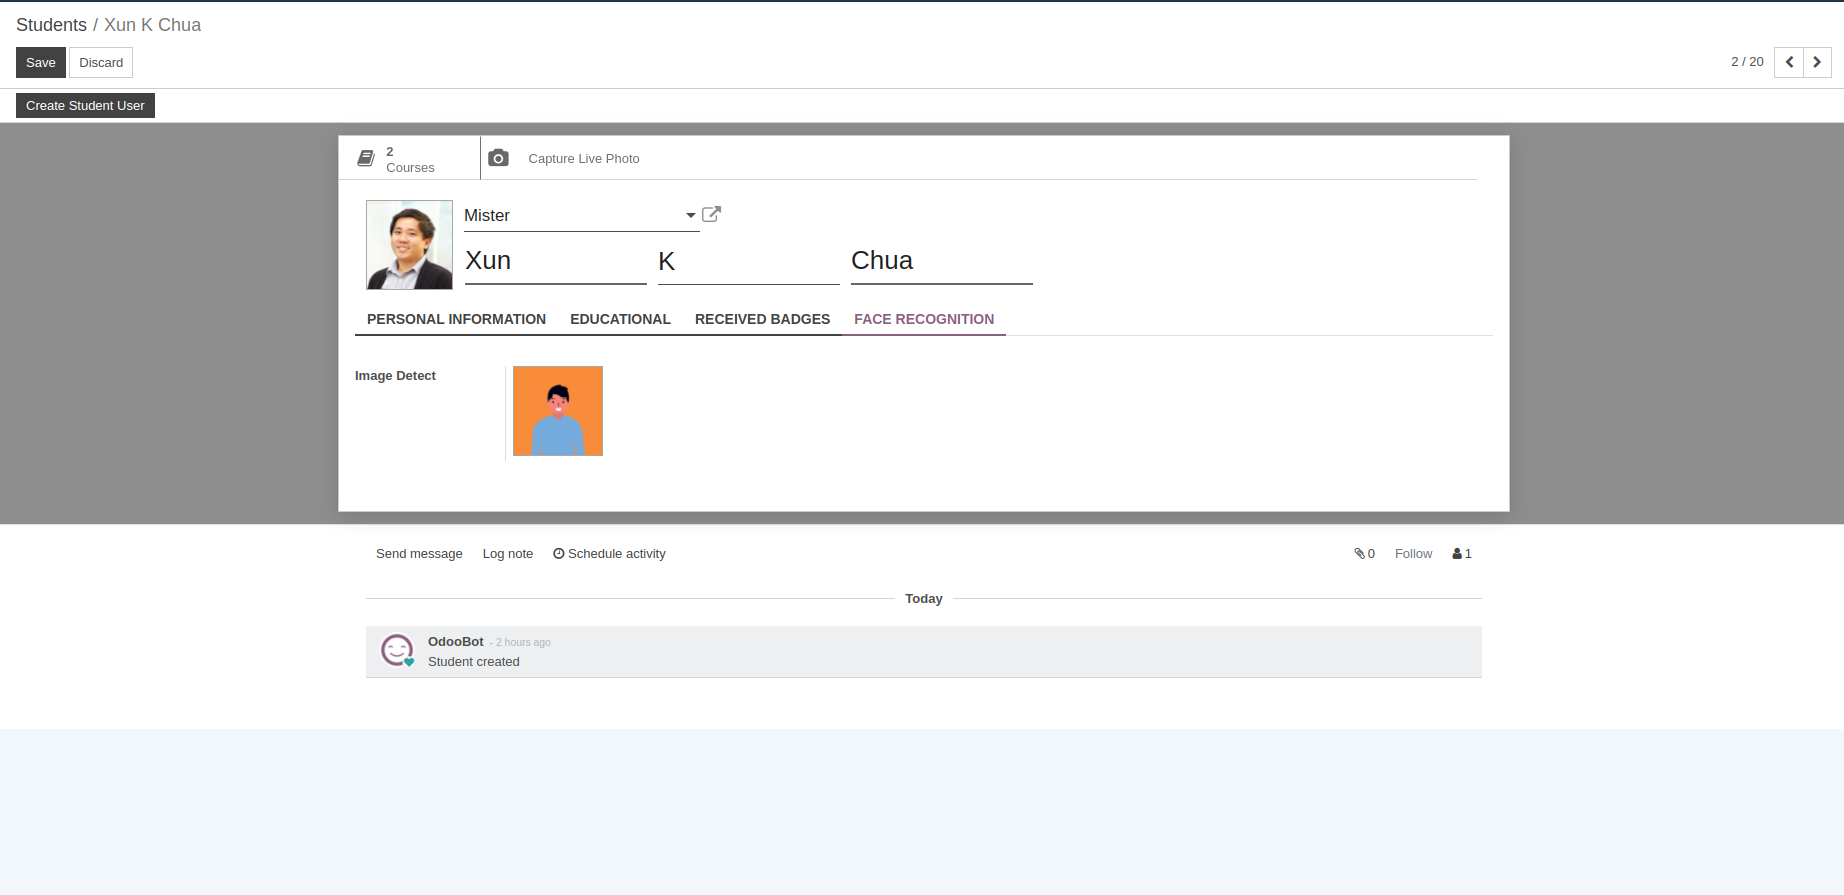 Students / Xun K Chua
Save Discard
2 / 20
Create Student User
2
Courses
Capture Live Photo
Mister
Xun K Chua
PERSONAL INFORMATION EDUCATIONAL RECEIVED BADGES FACE RECOGNITION
Image Detect
Send message Log note Schedule activity 0 Follow 1
Today
OdooBot - 2 hours ago
Student created